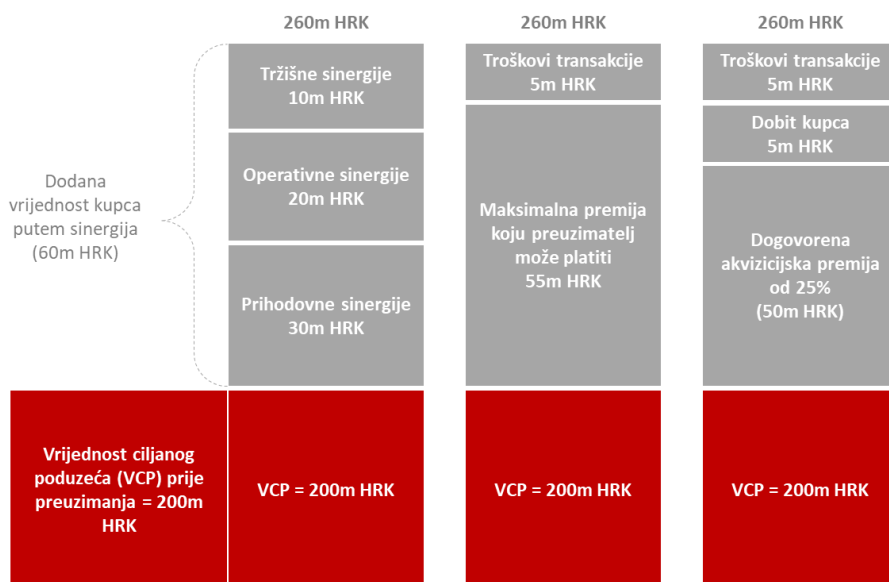 260m HRK
260m HRK
260m HRK
Tržišne sinergije
10m HRK
Operativne sinergije
20m HRK
Prihodovne sinergije
30m HRK
Dodana
vrijednost kupca
putem sinergija
(60m HRK)
Troškovi transakcije
5m HRK
Maksimalna premija
koju preuzimatelj
može platiti
55m HRK
Troškovi transakcije
5m HRK
Dobit kupca
5m HRK
Dogovorena
akvizicijska premija
od 25%
(50m HRK)
Vrijednost ciljanog
poduzeća (VCP) prije
preuzimanja = 200m
HRK
VCP = 200m HRK
VCP = 200m HRK
VCP = 200m HRK